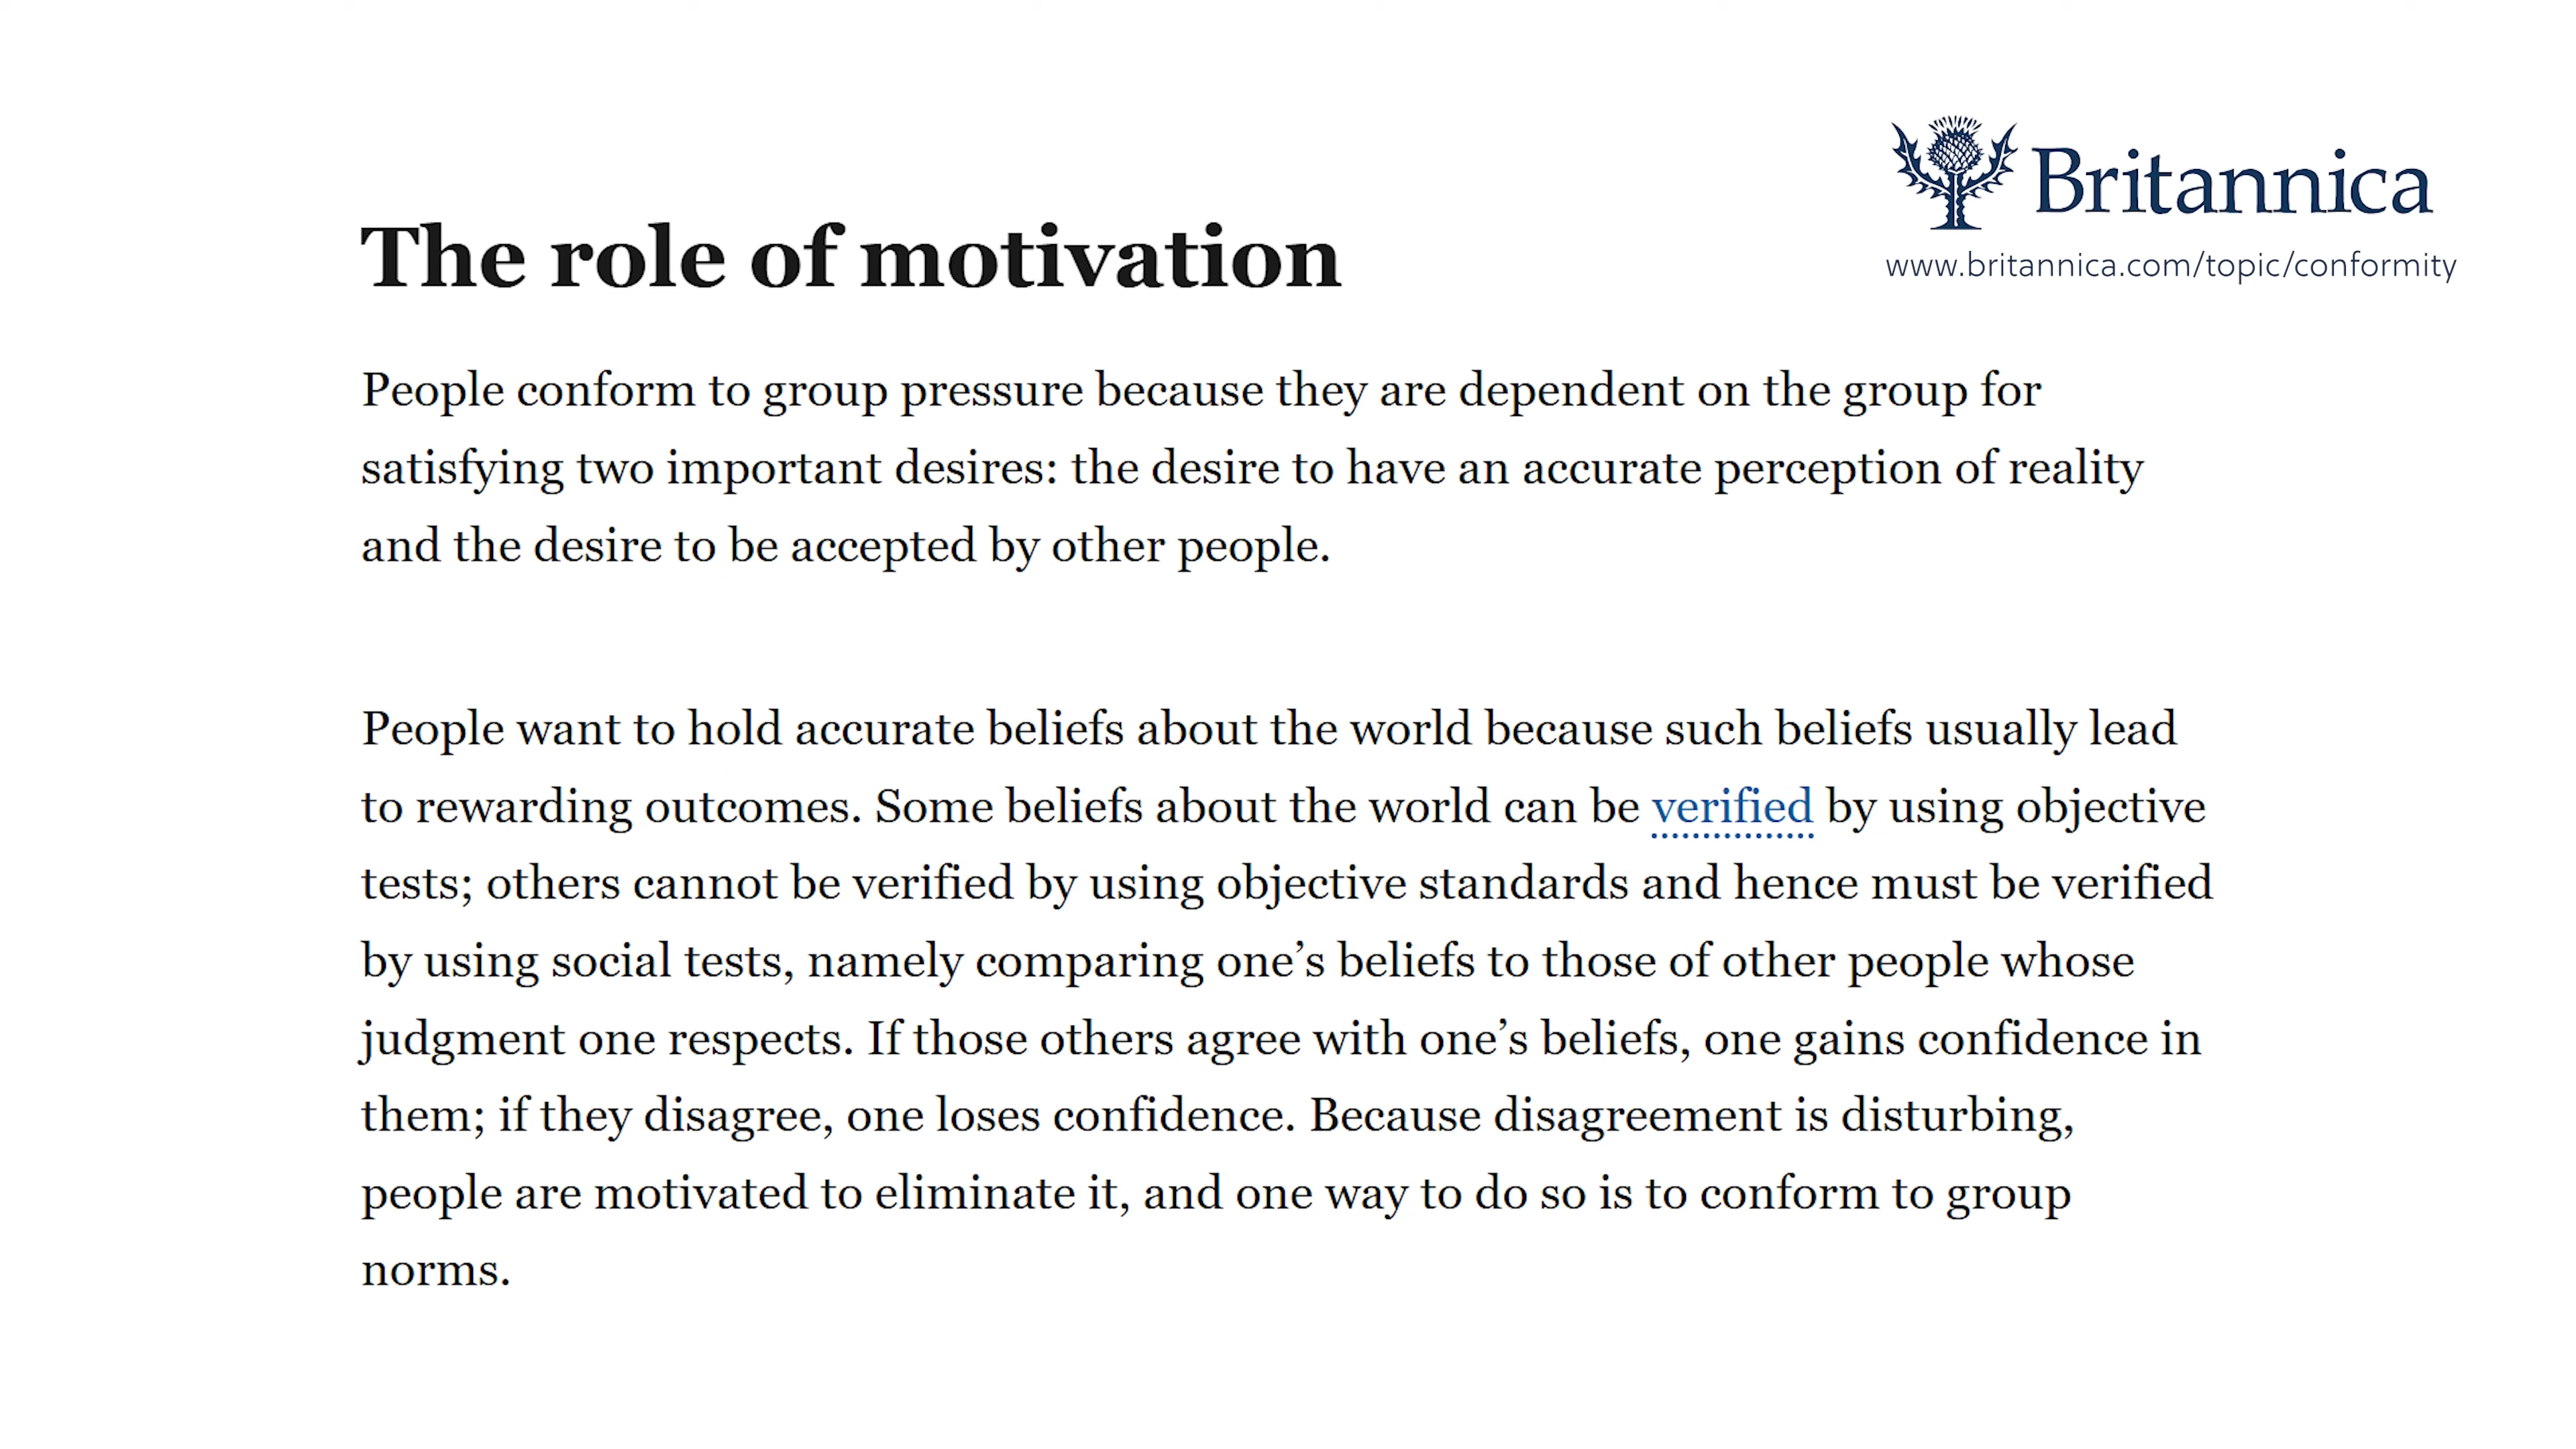 Britannica
www.britannica.com/topic/conformity
The role of motivation
People conform to group pressure because they are dependent on the group for
satisfying two important desires: the desire to have an accurate perception of reality
and the desire to be accepted by other people.
People want to hold accurate beliefs about the world because such beliefs usually lead
to rewarding outcomes. Some beliefs about the world can be verified by using objective
tests; others cannot be verified by using objective standards and hence must be verified
by using social tests, namely comparing one’s beliefs to those of other people whose
judgment one respects. If those others agree with one’s beliefs, one gains confidence in
them; if they disagree, one loses confidence. Because disagreement is disturbing,
people are motivated to eliminate it, and one way to do so is to conform to group
norms.